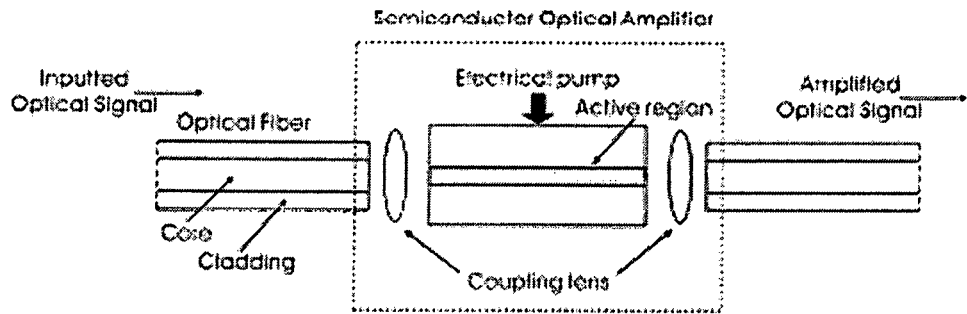 Semiconductor Optical Amplifier
Inputted
Optical Signal
Electrical pump
Active region
Amplified
Optical Signal
Optical Fiber
Core
Cladding
Coupling lens